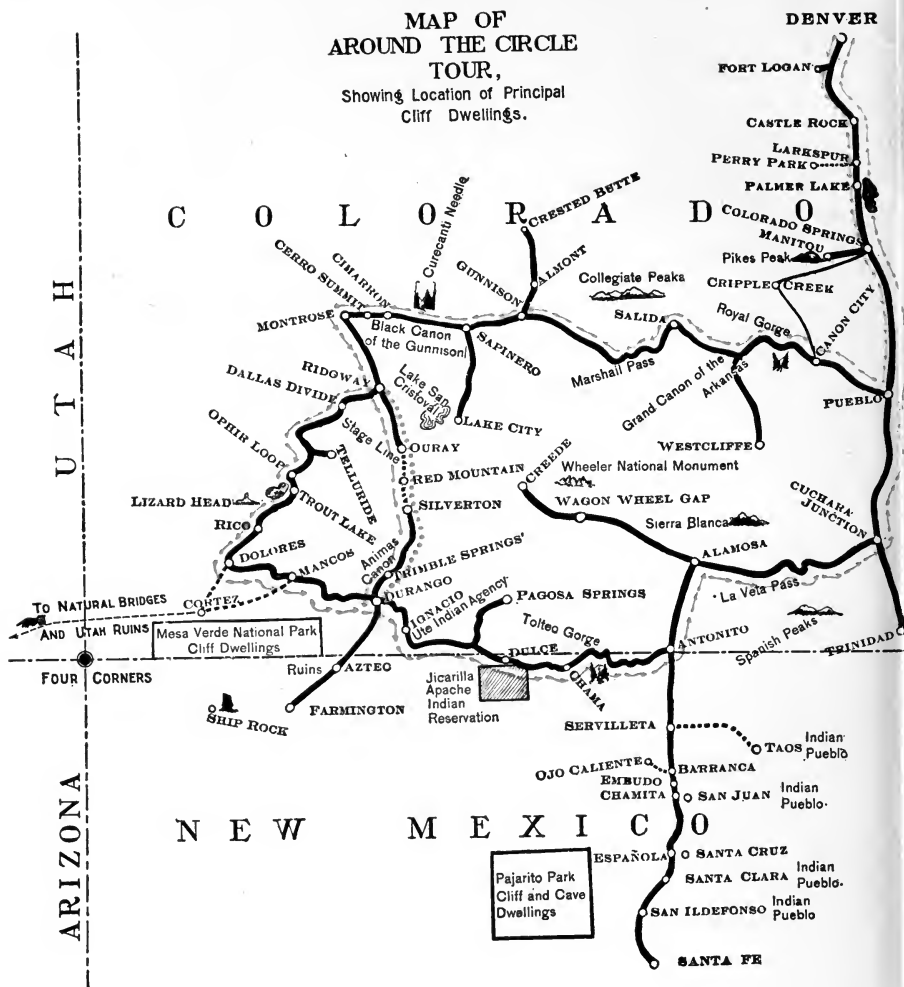 MAP OF
AROUND THE CIRCLE
TOUR,
Showing Location of Principal
Cliff Dwellings.
DENVER
FORT LOGAN
CASTLE ROCK
LARKSPUR
PERRY PARK
PALMER LAKE
COLORADO SPRINGS
MANITOU
Pikes Peak
CRIPPLE CREEK
CANON CITY
Royal Gorge
PUEBLO
COLORADO
UTAH
CRESTED BUTTE
ALMONT
GUNNISON
Curecanti Needle
CIMARRON
CERRO SUMMIT
MONTROSE
Black Canon
of the Gunnison
SAPINERO
Collegiate Peaks
SALIDA
Marshall Pass
Grand Canon of the
Arkansas
WESTCLIFFE
RIDGWAY
DALLAS DIVIDE
Lake San
Cristoval
LAKE CITY
OPHIR LOOP
Stage Line
OURAY
TELLURIDE
RED MOUNTAIN
SILVERTON
LIZARD HEAD
TROUT LAKE
RICO
CREEDE
Wheeler National Monument
WAGON WHEEL GAP
Sierra Blanca
CUCHARA
JUNCTION
ALAMOSA
La Veta Pass
DOLORES
MANCOS
Animas
Canon
TRIMBLE SPRINGS'
DURANGO
CORTEZ
TO NATURAL BRIDGES
AND UTAH RUINS
Mesa Verde National Park
Cliff Dwellings
IGNACIO
Ute Indian Agency
PAGOSA SPRINGS
Toltec Gorge
ANTONITO
Spanish Peaks
TRINIDAD
FOUR CORNERS
Ruins
AZTEC
DULCE
CHAMA
Jicarilla
Apache
Indian
Reservation
SHIP ROCK
FARMINGTON
SERVILLETA
TAOS
Indian
Pueblo
OJO CALIENTE
BARRANCA
EMBUDO
CHAMITA
SAN JUAN
Indian
Pueblo.
NEW MEXICO
ARIZONA
ESPAÑOLA
SANTA CRUZ
Pajarito Park
Cliff and Cave
Dwellings
SANTA CLARA
Indian
Pueblo.
SAN ILDEFONSO
Indian
Pueblo
SANTA FE